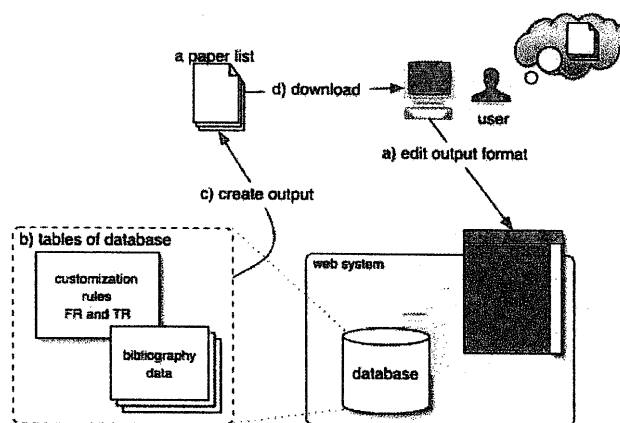 a paper list
d) download
user
a) edit output format
c) create output
b) tables of database
customization
rules
FR and TR
bibliography
data
web system
database